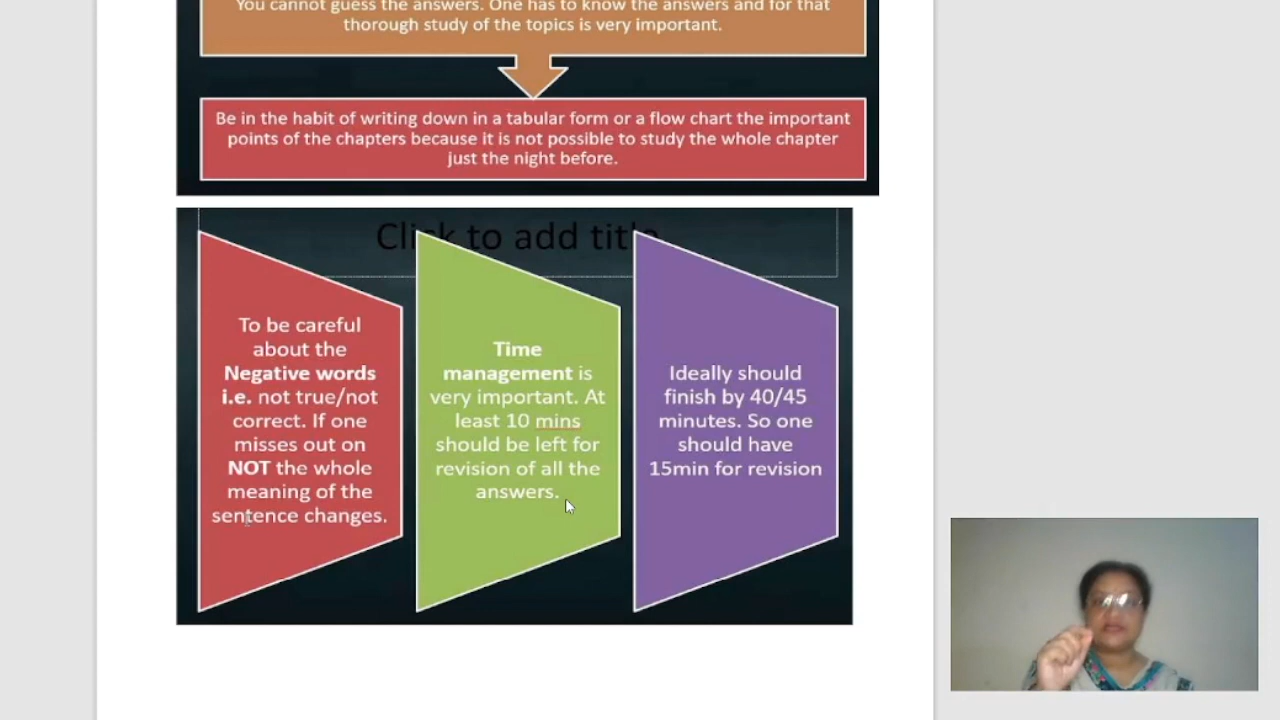 You cannot guess the answers. One has to know the answers and for that
thorough study of the topics is very important.
Be in the habit of writing down in a tabular form or a flow chart the important
points of the chapters because it is not possible to study the whole chapter
just the night before.
Click to add title
To be careful
about the
Negative words
i.e. not true/not
correct. If one
misses out on
NOT the whole
meaning of the
sentence changes.
Time
management is
very important. At
least 10 mins
should be left for
revision of all the
answers.
Ideally should
finish by 40/45
minutes. So one
should have
15min for revision